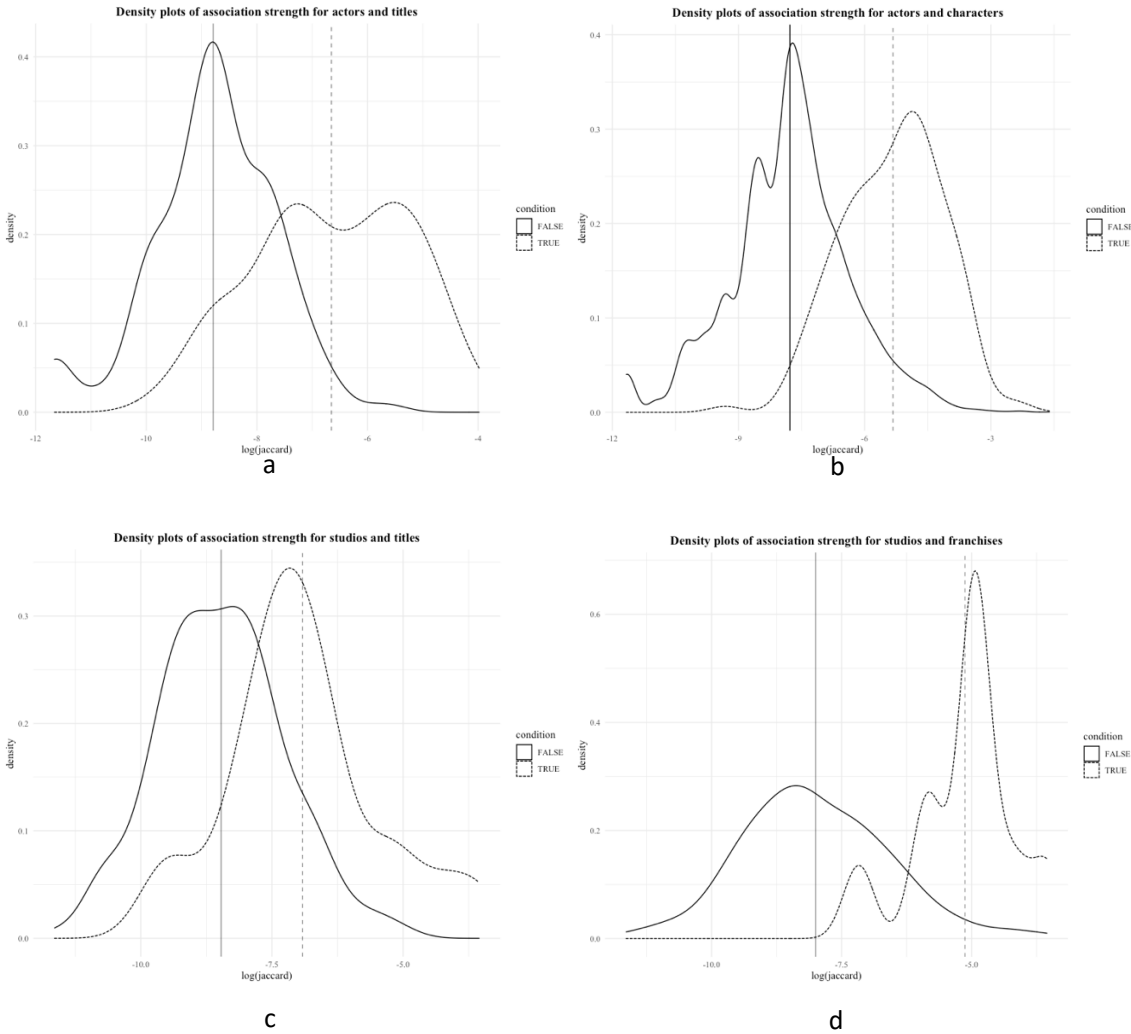 Density plots of association strength for actors and titles
0.4
0.3
0.2
0.1
0.0
density
-12
-10
-8
-6
-4
log(jaccard)
condition
FALSE
TRUE
a
Density plots of association strength for actors and characters
0.4
0.3
0.2
0.1
0.0
density
-12
-9
-6
-3
log(jaccard)
condition
FALSE
TRUE
b
Density plots of association strength for studios and titles
0.3
0.2
0.1
0.0
density
-10.0
-7.5
-5.0
log(jaccard)
condition
FALSE
TRUE
c
Density plots of association strength for studios and franchises
0.6
0.4
0.2
0.0
density
-10.0
-7.5
-5.0
log(jaccard)
condition
FALSE
TRUE
d